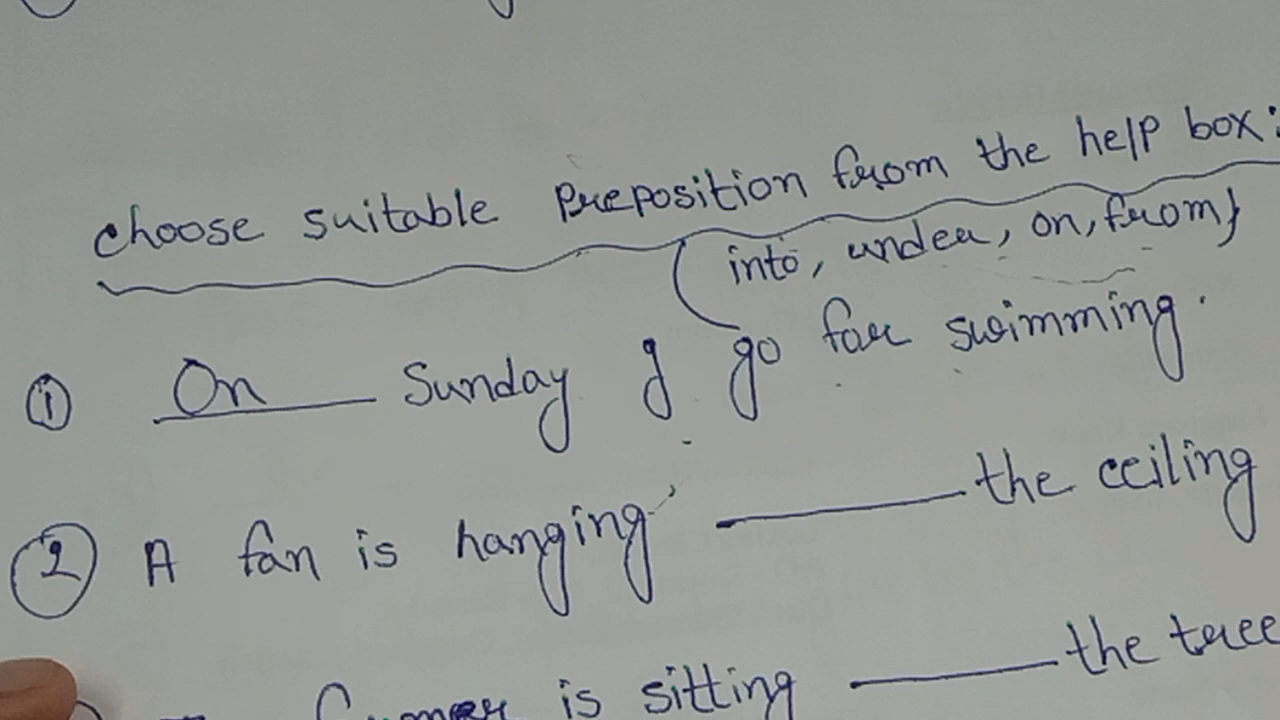 choose suitable Preposition from the help box:
(into, under, on, from)
① On Sunday I go for swimming.
② A fan is hanging ______ the ceiling
is sitting ______ the tree